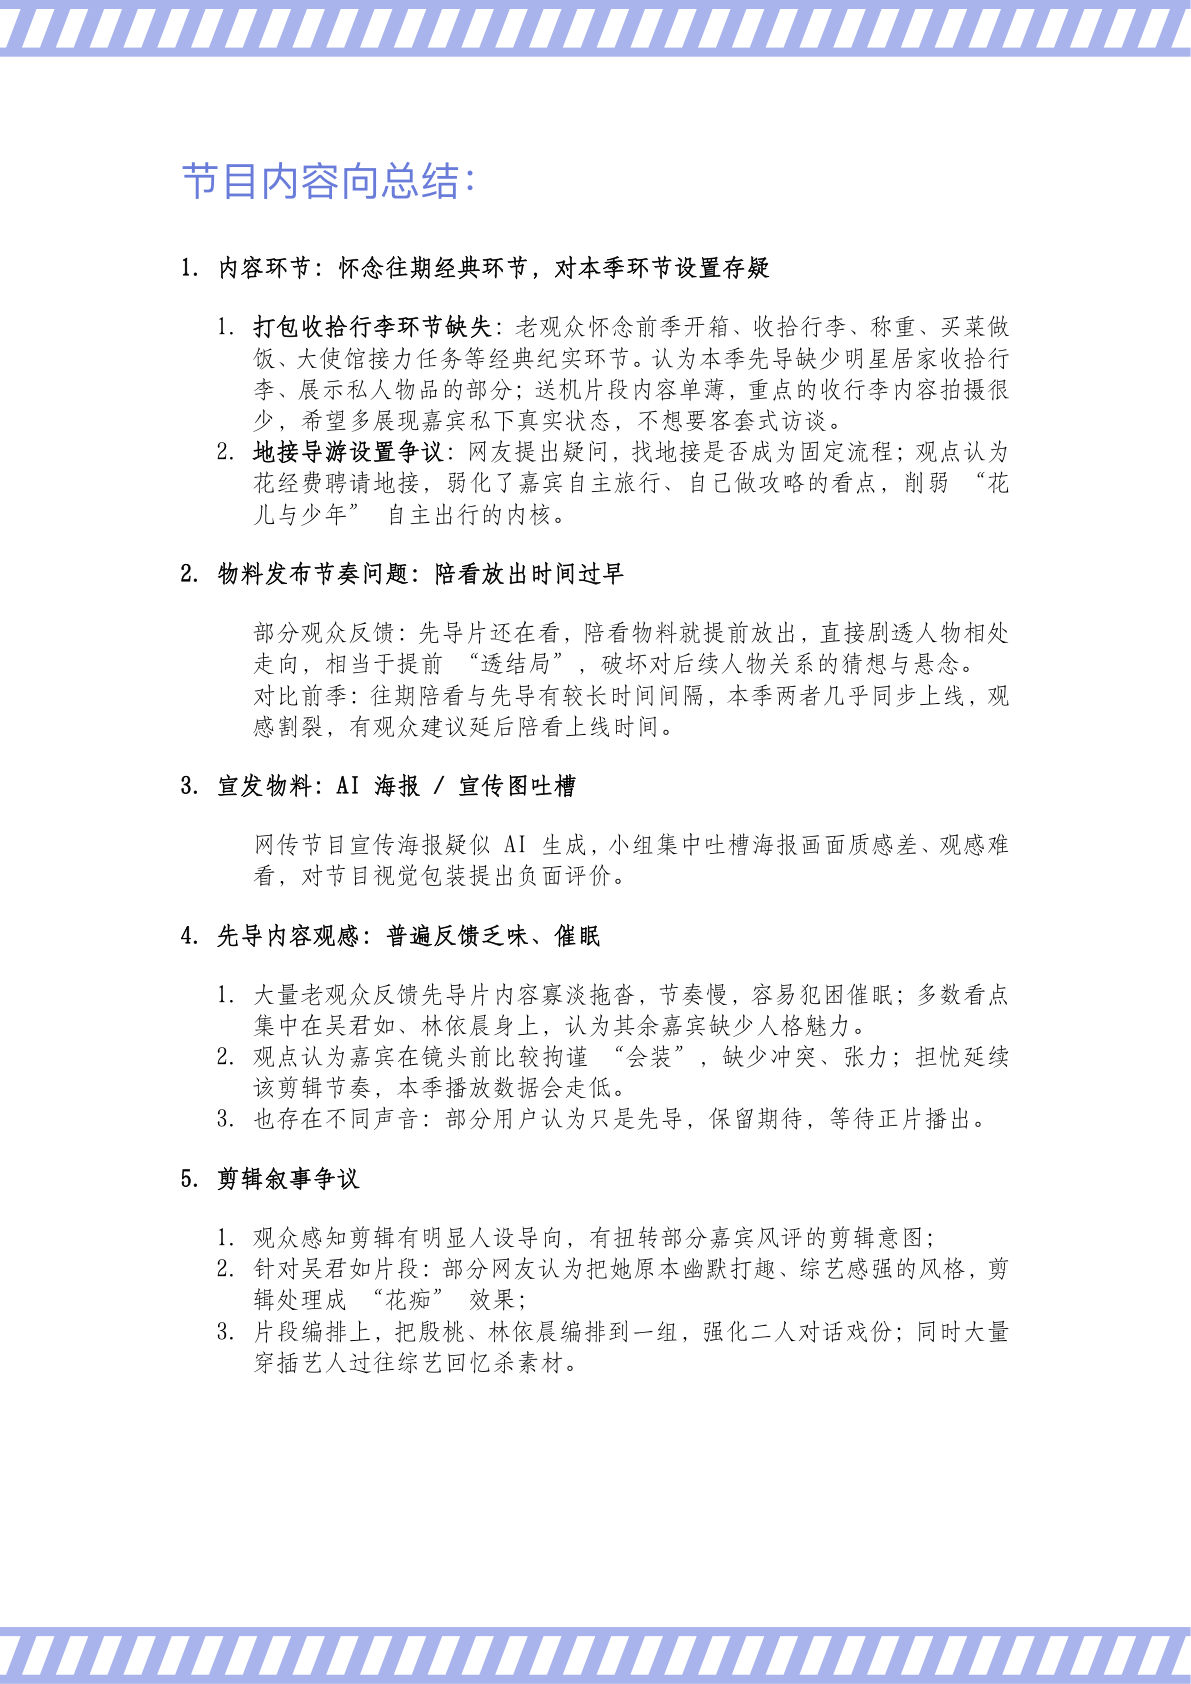 节目内容向总结：
1. 内容环节：怀念往期经典环节，对本季环节设置存疑
1. 打包收拾行李环节缺失：老观众怀念前季开箱、收拾行李、称重、买菜做
饭、大使馆接力任务等经典纪实环节。认为本季先导缺少明星居家收拾行
李、展示私人物品的部分；送机片段内容单薄，重点的收行李内容拍摄很
少，希望多展现嘉宾私下真实状态，不想要客套式访谈。
2. 地接导游设置争议：网友提出疑问，找地接是否成为固定流程；观点认为
花经费聘请地接，弱化了嘉宾自主旅行、自己做攻略的看点，削弱 “花
儿与少年” 自主出行的内核。
2. 物料发布节奏问题：陪看放出时间过早
部分观众反馈：先导片还在看，陪看物料就提前放出，直接剧透人物相处
走向，相当于提前 “透结局”，破坏对后续人物关系的猜想与悬念。
对比前季：往期陪看与先导有较长时间间隔，本季两者几乎同步上线，观
感割裂，有观众建议延后陪看上线时间。
3. 宣发物料：AI 海报 / 宣传图吐槽
网传节目宣传海报疑似 AI 生成，小组集中吐槽海报画面质感差、观感难
看，对节目视觉包装提出负面评价。
4. 先导内容观感：普遍反馈乏味、催眠
1. 大量老观众反馈先导片内容寡淡拖沓，节奏慢，容易犯困催眠；多数看点
集中在吴君如、林依晨身上，认为其余嘉宾缺少人格魅力。
2. 观点认为嘉宾在镜头前比较拘谨 “会装”，缺少冲突、张力；担忧延续
该剪辑节奏，本季播放数据会走低。
3. 也存在不同声音：部分用户认为只是先导，保留期待，等待正片播出。
5. 剪辑叙事争议
1. 观众感知剪辑有明显人设导向，有扭转部分嘉宾风评的剪辑意图；
2. 针对吴君如片段：部分网友认为把她原本幽默打趣、综艺感强的风格，剪
辑处理成 “花痴” 效果；
3. 片段编排上，把殷桃、林依晨编排到一组，强化二人对话戏份；同时大量
穿插艺人过往综艺回忆杀素材。